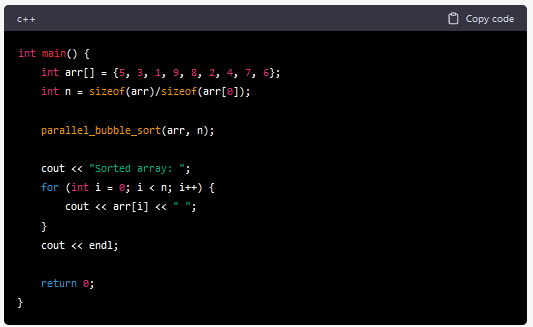 c++
Copy code
int main() {
    int arr[] = {5, 3, 1, 9, 8, 2, 4, 7, 6};
    int n = sizeof(arr)/sizeof(arr[0]);
    parallel_bubble_sort(arr, n);
    cout << "Sorted array: ";
    for (int i = 0; i < n; i++) {
        cout << arr[i] << " ";
    }
    cout << endl;
    return 0;
}